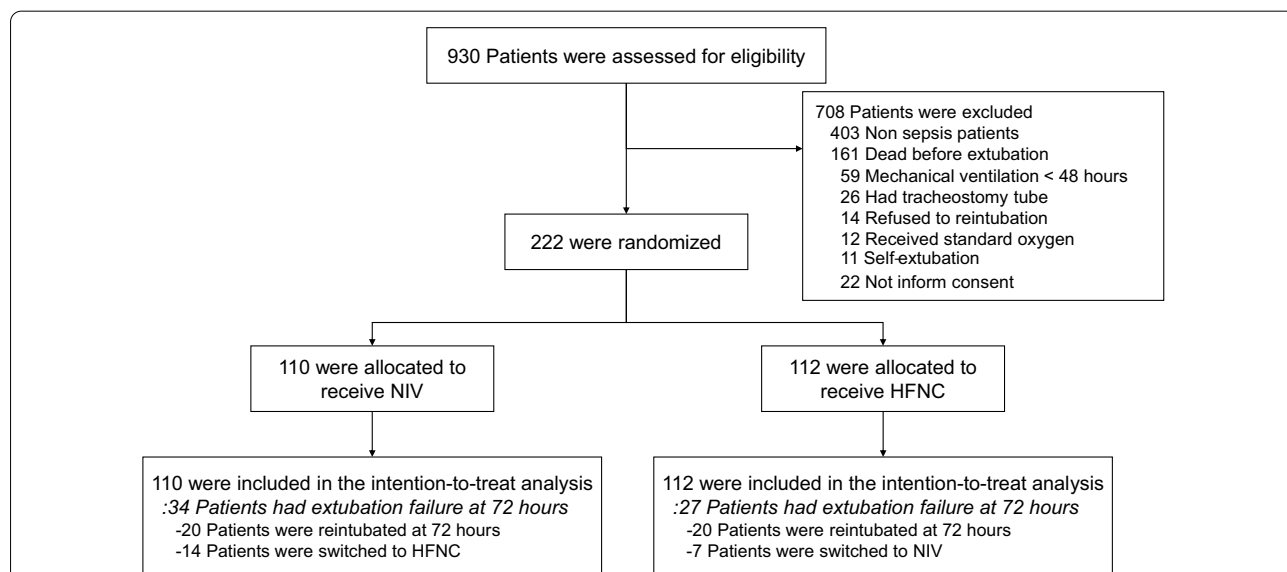 930 Patients were assessed for eligibility
708 Patients were excluded
403 Non sepsis patients
161 Dead before extubation
59 Mechanical ventilation < 48 hours
26 Had tracheostomy tube
14 Refused to reintubation
12 Received standard oxygen
11 Self-extubation
22 Not inform consent
222 were randomized
110 were allocated to
receive NIV
112 were allocated to
receive HFNC
110 were included in the intention-to-treat analysis
:34 Patients had extubation failure at 72 hours
-20 Patients were reintubated at 72 hours
-14 Patients were switched to HFNC
112 were included in the intention-to-treat analysis
:27 Patients had extubation failure at 72 hours
-20 Patients were reintubated at 72 hours
-7 Patients were switched to NIV